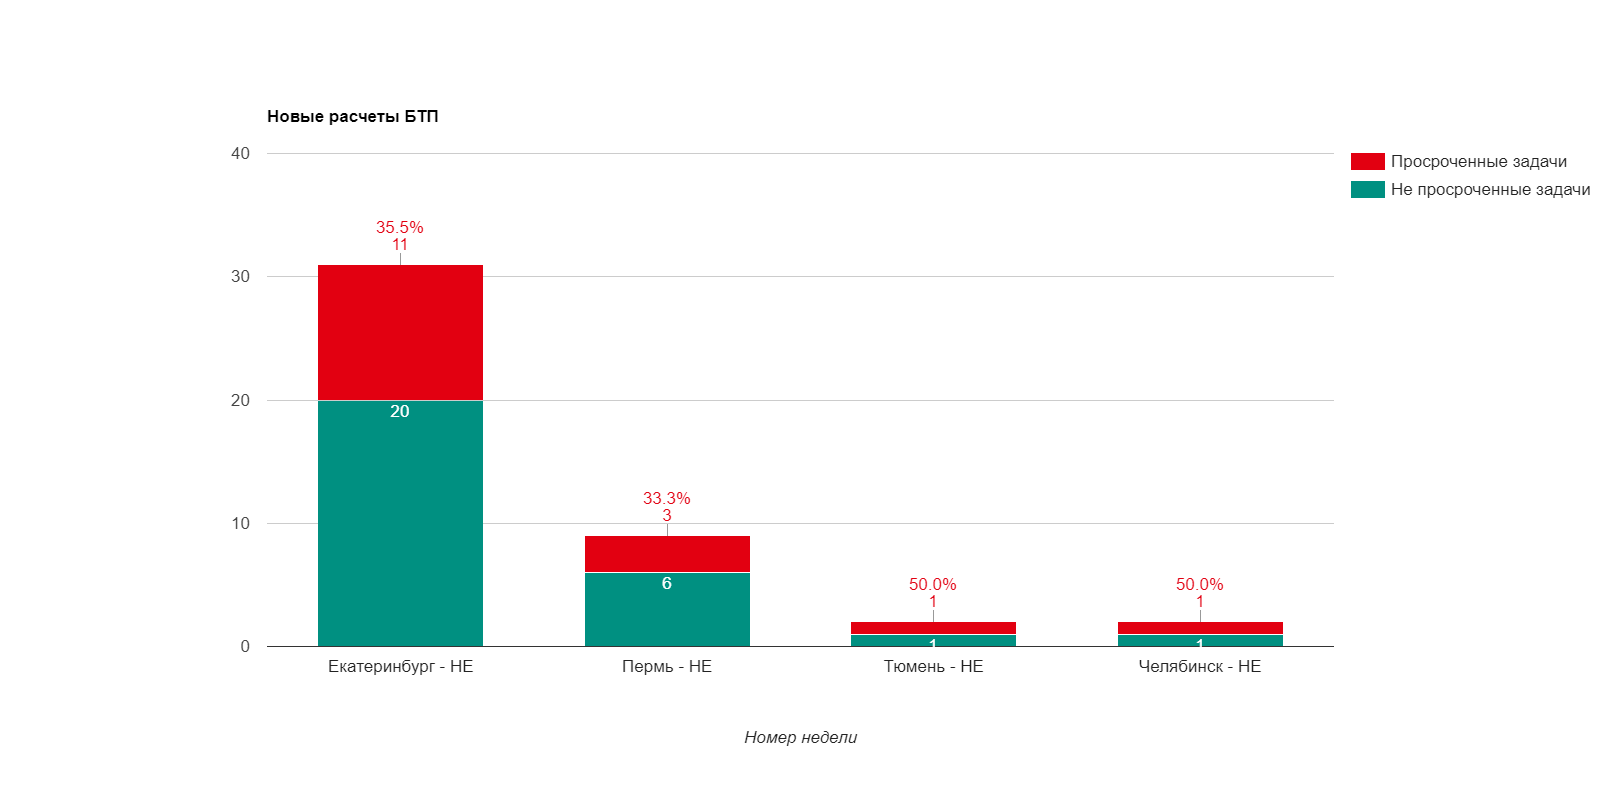 Новые расчеты БТП
40
30
20
10
0
Просроченные задачи
Не просроченные задачи
35.5%
11
20
33.3%
3
6
50.0%
1
1
50.0%
1
1
Екатеринбург - НЕ
Пермь - НЕ
Тюмень - НЕ
Челябинск - НЕ
Номер недели